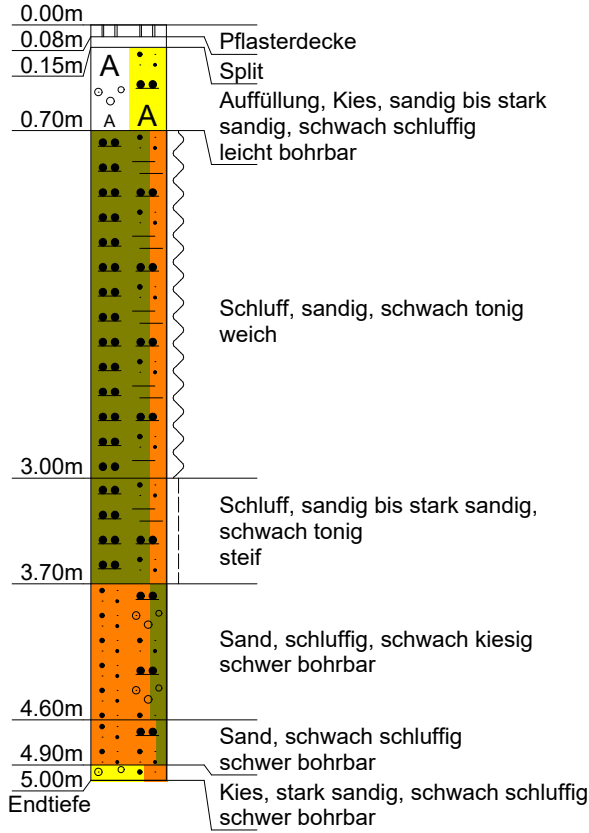 0.00m
0.08m
Pflasterdecke
0.15m
Split
A
A
A
Auffüllung, Kies, sandig bis stark
sandig, schwach schluffig
leicht bohrbar
0.70m
Schluff, sandig, schwach tonig
weich
3.00m
Schluff, sandig bis stark sandig,
schwach tonig
steif
3.70m
Sand, schluffig, schwach kiesig
schwer bohrbar
4.60m
Sand, schwach schluffig
schwer bohrbar
4.90m
5.00m
Endtiefe
Kies, stark sandig, schwach schluffig
schwer bohrbar